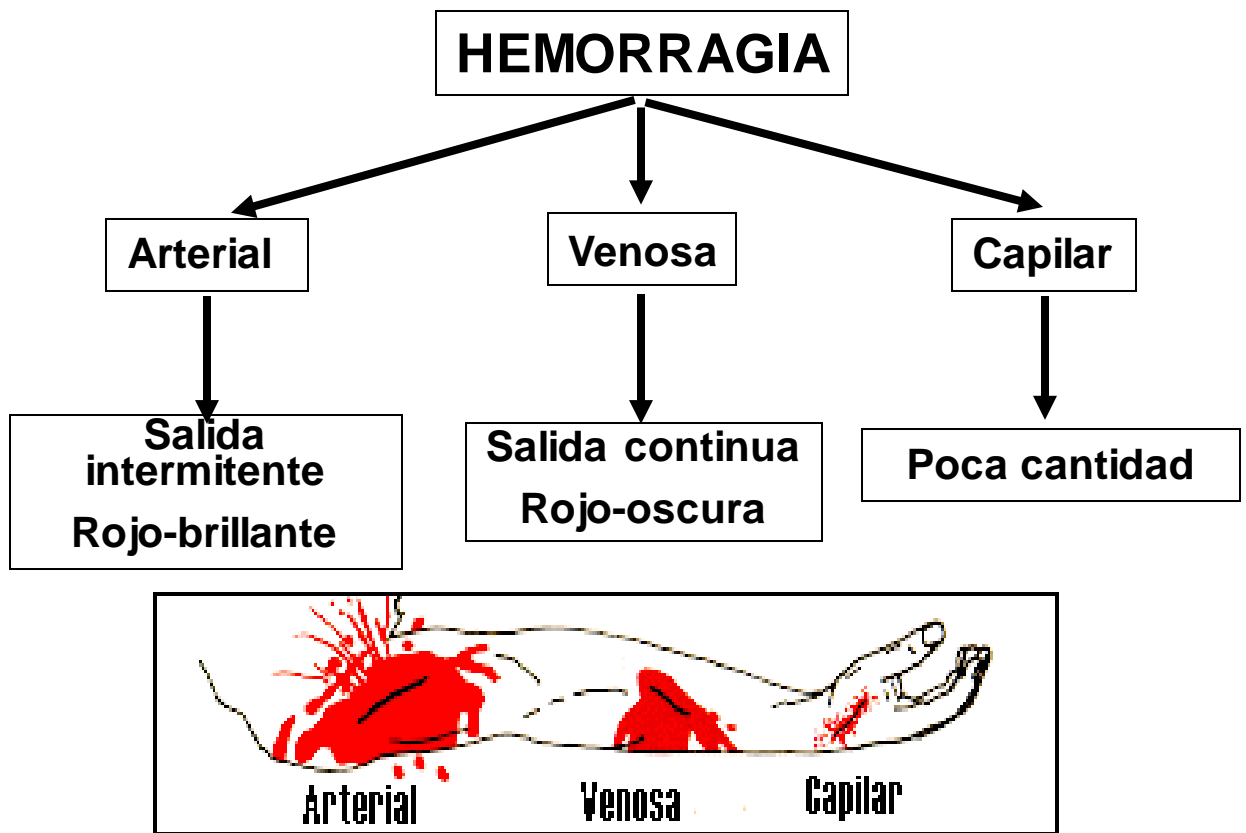 HEMORRAGIA
Arterial
Venosa
Capilar
Salida
intermitente
Rojo-brillante
Salida continua
Rojo-oscura
Poca cantidad
Arterial
Venosa
Capilar